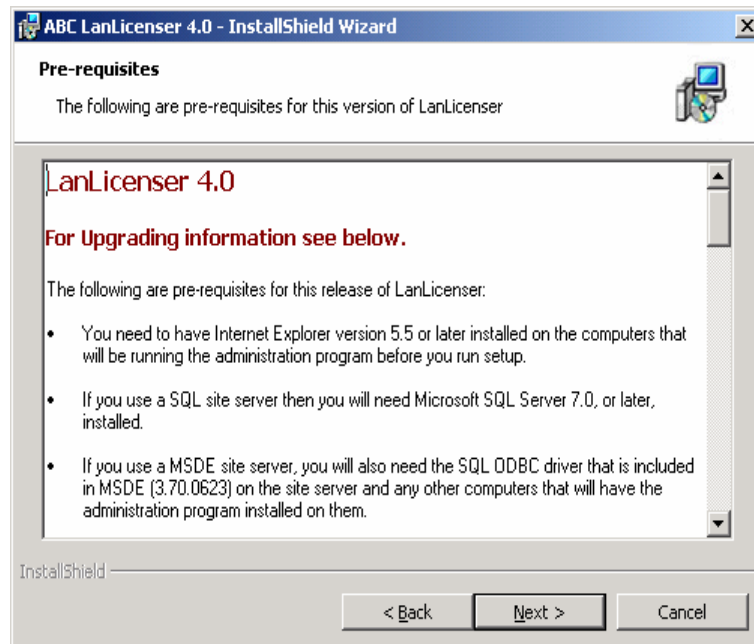 ABC LanLicenser 4.0 - InstallShield Wizard
Pre-requisites
The following are pre-requisites for this version of LanLicenser
LanLicenser 4.0
For Upgrading information see below.
The following are pre-requisites for this release of LanLicenser:
• You need to have Internet Explorer version 5.5 or later installed on the computers that
will be running the administration program before you run setup.
• If you use a SQL site server then you will need Microsoft SQL Server 7.0, or later,
installed.
• If you use a MSDE site server, you will also need the SQL ODBC driver that is included
in MSDE (3.70.0623) on the site server and any other computers that will have the
administration program installed on them.
InstallShield
< Back Next > Cancel